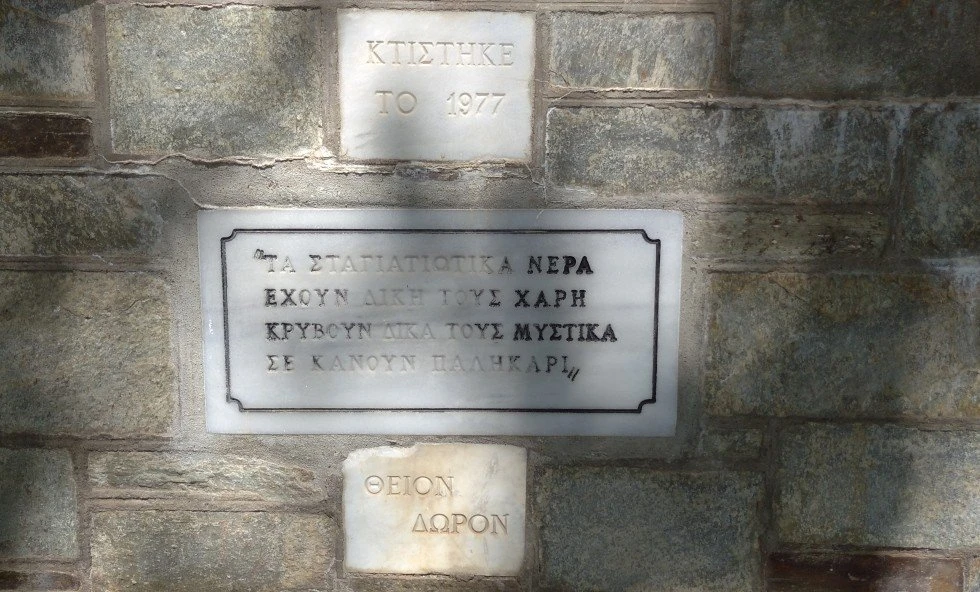 ΚΤΙΣΤΗΚΕ
ΤΟ 1977
"ΤΑ ΣΤΑΓΙΑΤΙΩΤΙΚΑ ΝΕΡΑ
ΕΧΟΥΝ ΔΙΚΗ ΤΟΥΣ ΧΑΡΗ
ΚΡΥΒΟΥΝ ΔΙΚΑ ΤΟΥΣ ΜΥΣΤΙΚΑ
ΣΕ ΚΑΝΟΥΝ ΠΑΛΗΚΑΡΙ"
ΘΕΙΟΝ
ΔΩΡΟΝ